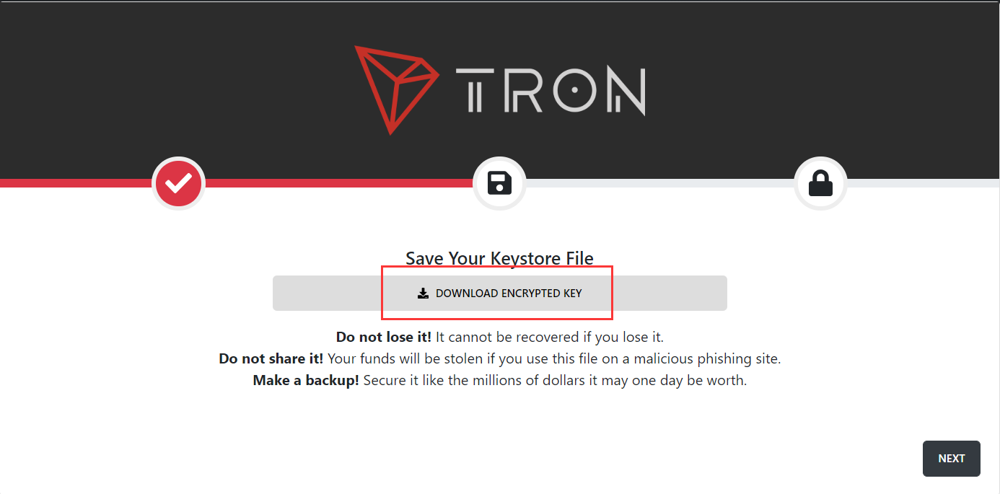 TRON
Save Your Keystore File
DOWNLOAD ENCRYPTED KEY
Do not lose it! It cannot be recovered if you lose it.
Do not share it! Your funds will be stolen if you use this file on a malicious phishing site.
Make a backup! Secure it like the millions of dollars it may one day be worth.
NEXT